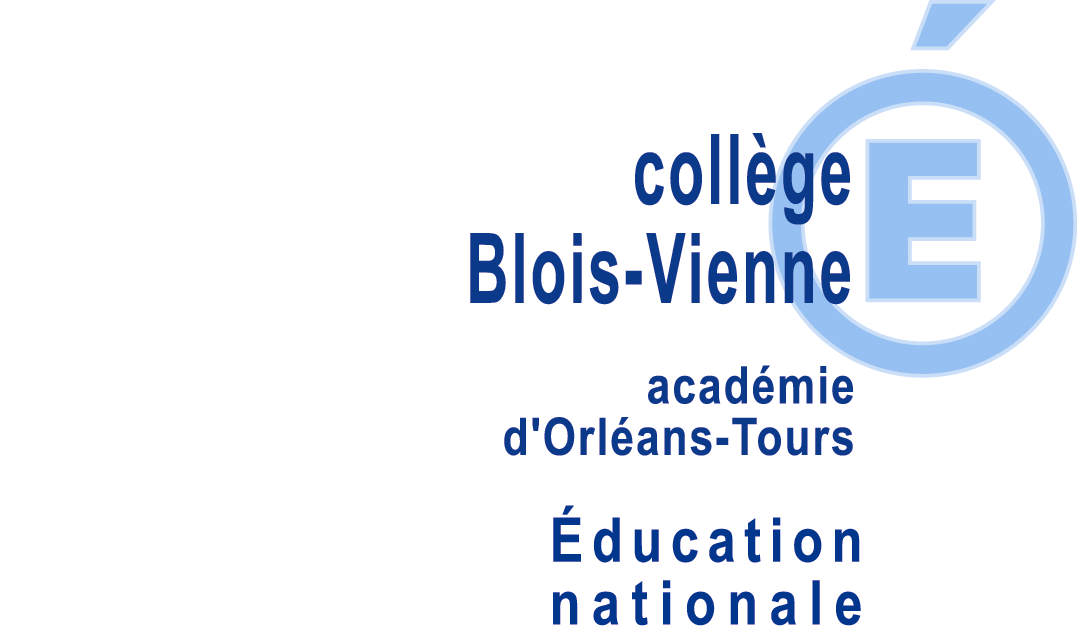 É
collège
Blois-Vienne
académie
d'Orléans-Tours
Éducation
nationale